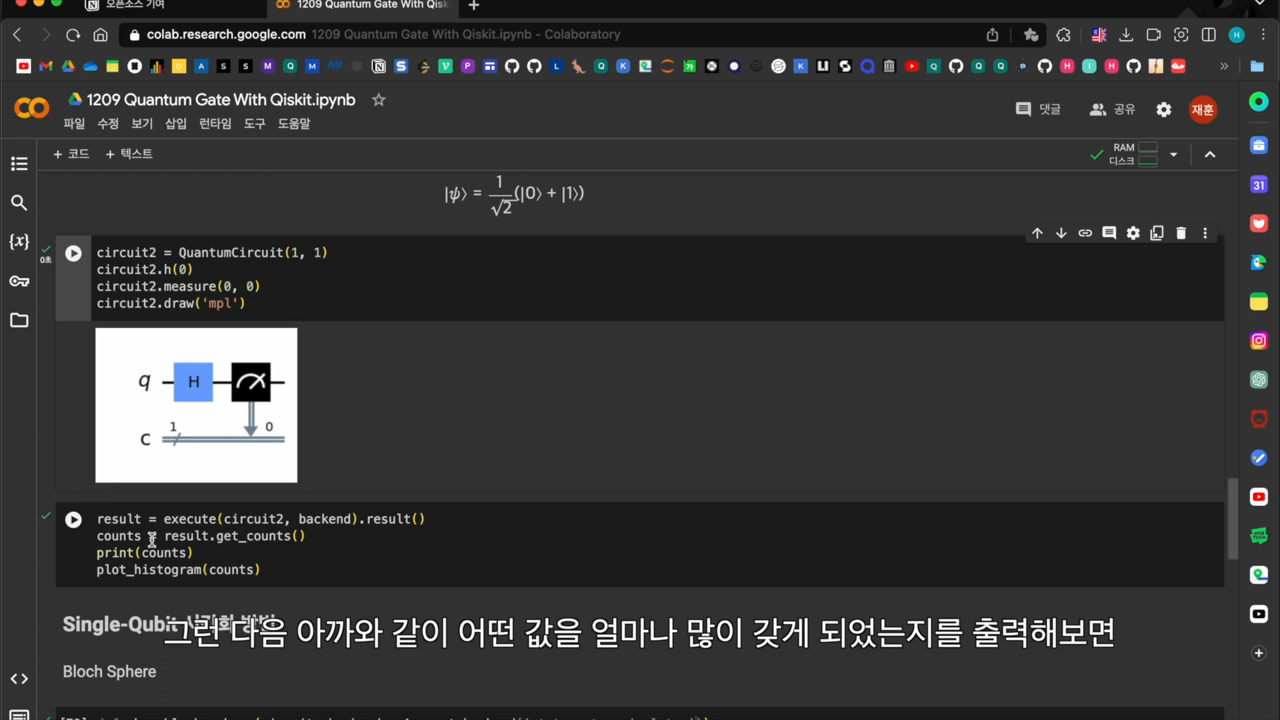 오픈소스 기여
1209 Quantum Gate With Qisk
colab.research.google.com 1209 Quantum Gate With Qiskit.ipynb - Colaboratory
1209 Quantum Gate With Qiskit.ipynb
댓글
공유
재훈
파일 수정 보기 삽입 런타임 도구 도움말
+ 코드 + 텍스트
RAM
디스크
|ψ⟩ = 1/√2(|0⟩ + |1⟩)
circuit2 = QuantumCircuit(1, 1)
circuit2.h(0)
circuit2.measure(0, 0)
circuit2.draw('mpl')
0초
q H
c 1 0
result = execute(circuit2, backend).result()
counts = result.get_counts()
print(counts)
plot_histogram(counts)
Single-Qubit
그런 다음 아까와 같이 어떤 값을 얼마나 많이 갖게 되었는지를 출력해보면
Bloch Sphere